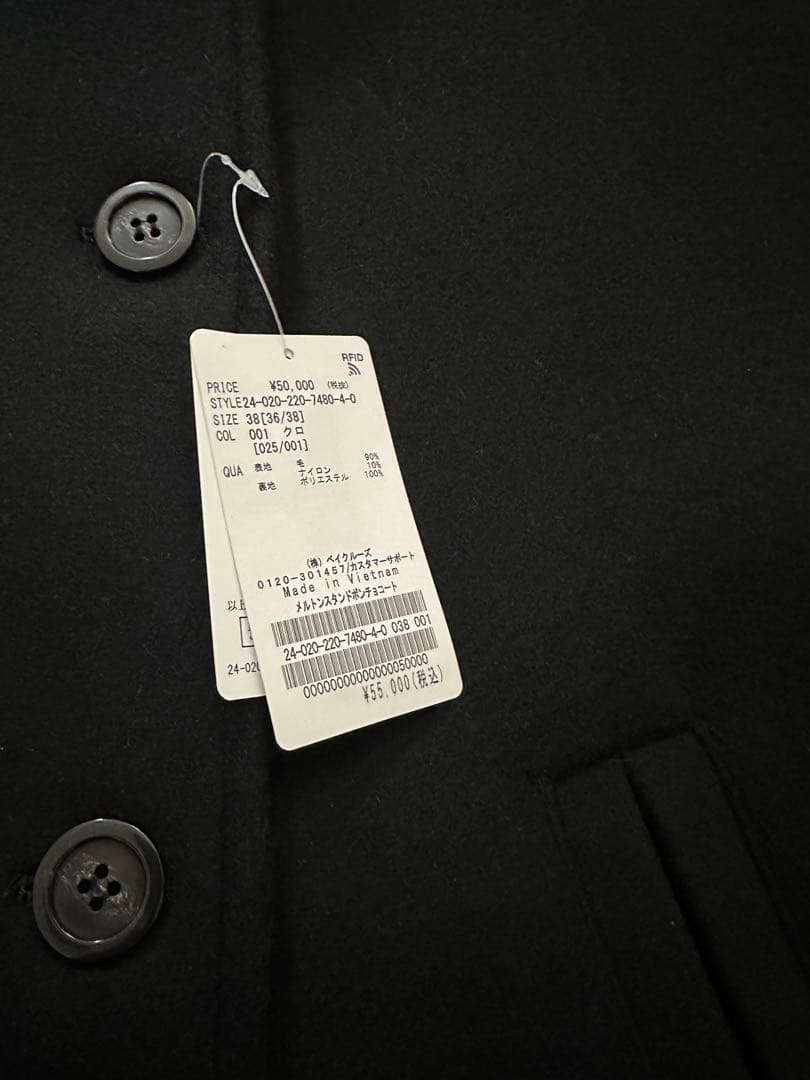 RFID
PRICE ¥50,000 (税抜)
STYLE24-020-220-7480-4-0
SIZE 38[36/38]
COL 001 クロ
[025/001]
QUA 表地 毛 90%
ナイロン 10%
裏地 ポリエステル 100%
(株)ベイクルーズ
0120-301457/カスタマーサポート
Made in Vietnam
メルトンスタンドポンチョコート
24-020-220-7480-4-0 038 001
0000000000000050000
¥55,000(税込)
以上
24-020